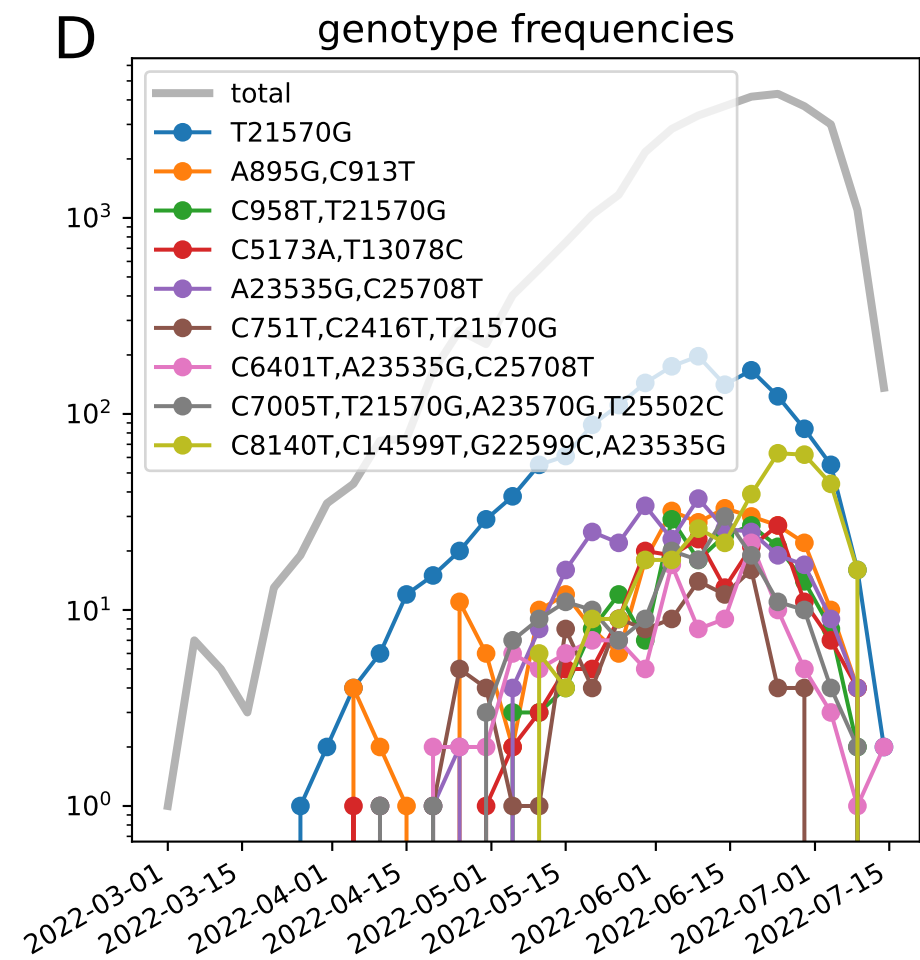 D
genotype frequencies
total
T21570G
A895G,C913T
C958T,T21570G
C5173A,T13078C
A23535G,C25708T
C751T,C2416T,T21570G
C6401T,A23535G,C25708T
C7005T,T21570G,A23570G,T25502C
C8140T,C14599T,G22599C,A23535G
10³
10²
10¹
10⁰
2022-03-01
2022-03-15
2022-04-01
2022-04-15
2022-05-01
2022-05-15
2022-06-01
2022-06-15
2022-07-01
2022-07-15